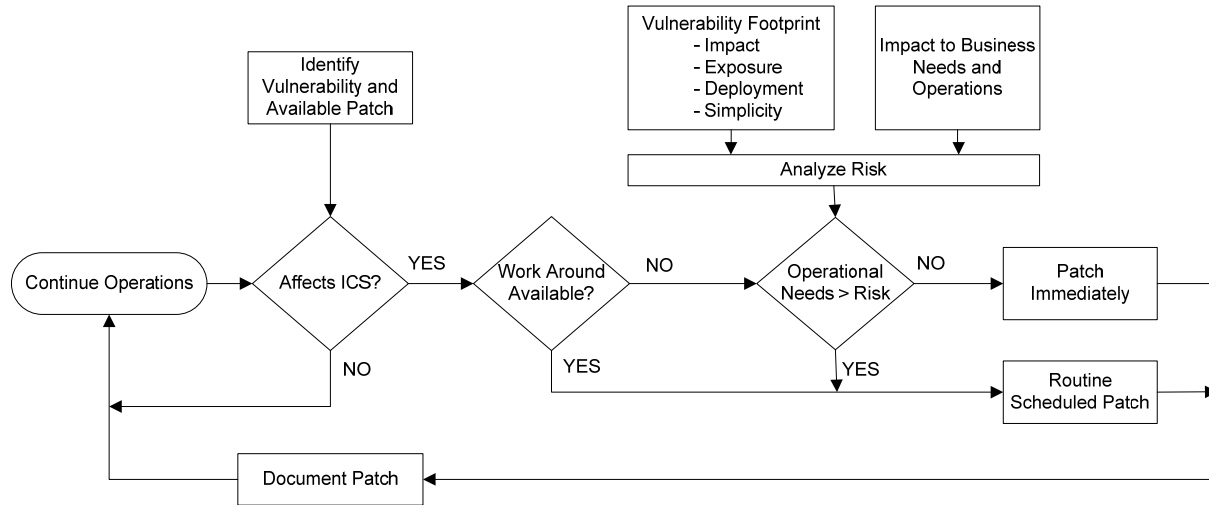 Vulnerability Footprint
- Impact
- Exposure
- Deployment
- Simplicity
Impact to Business
Needs and
Operations
Identify
Vulnerability and
Available Patch
Analyze Risk
Continue Operations
Affects ICS?
YES
NO
Work Around
Available?
NO
YES
Operational
Needs > Risk
NO
YES
Patch
Immediately
Routine
Scheduled Patch
Document Patch